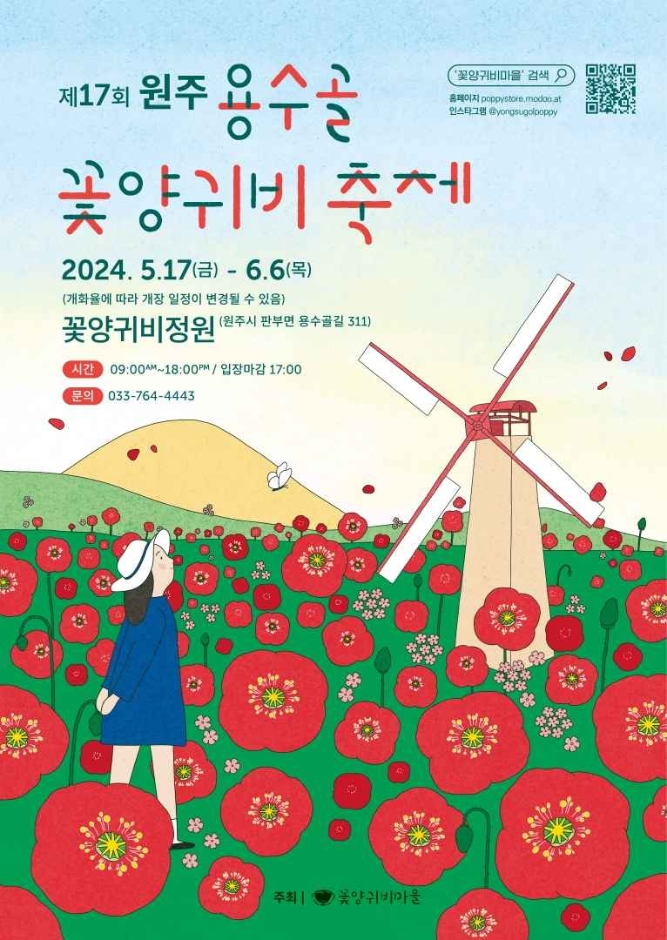 '꽃양귀비마을' 검색
홈페이지 poppystore.modoo.at
인스타그램 @yongsugolpoppy
제17회 원주 용수골
꽃양귀비 축제
2024. 5.17(금) - 6.6(목)
(개화율에 따라 개장 일정이 변경될 수 있음)
꽃양귀비정원 (원주시 판부면 용수골길 311)
시간 09:00AM~18:00PM / 입장마감 17:00
문의 033-764-4443
주최 | 꽃양귀비마을